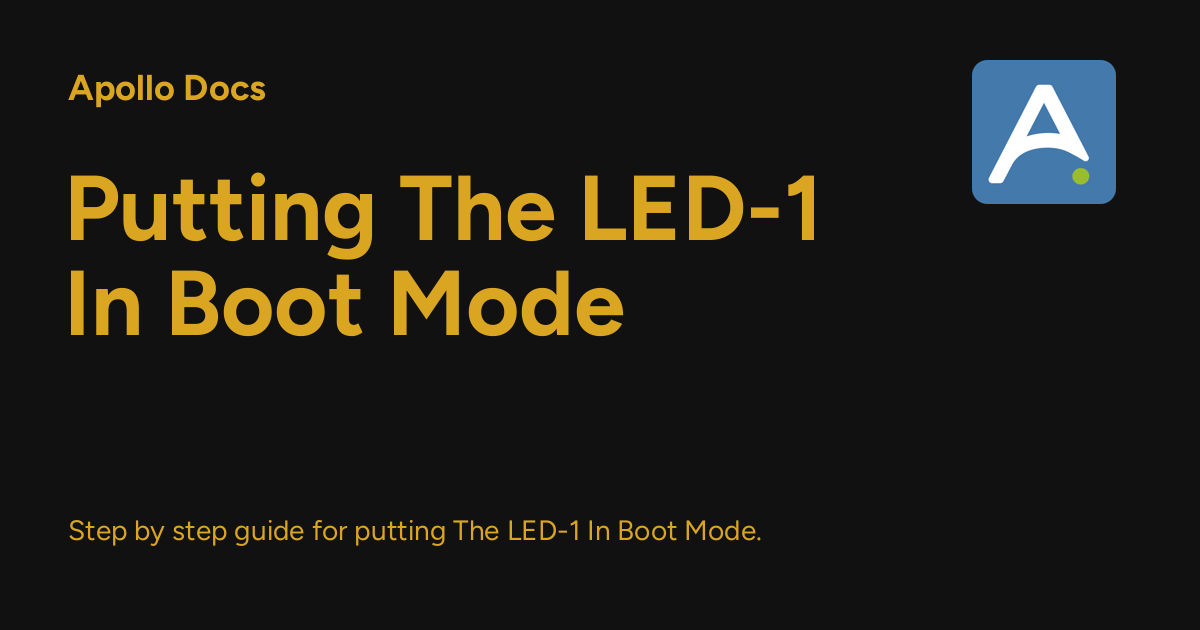 Apollo Docs
Putting The LED-1
In Boot Mode
Step by step guide for putting The LED-1 In Boot Mode.